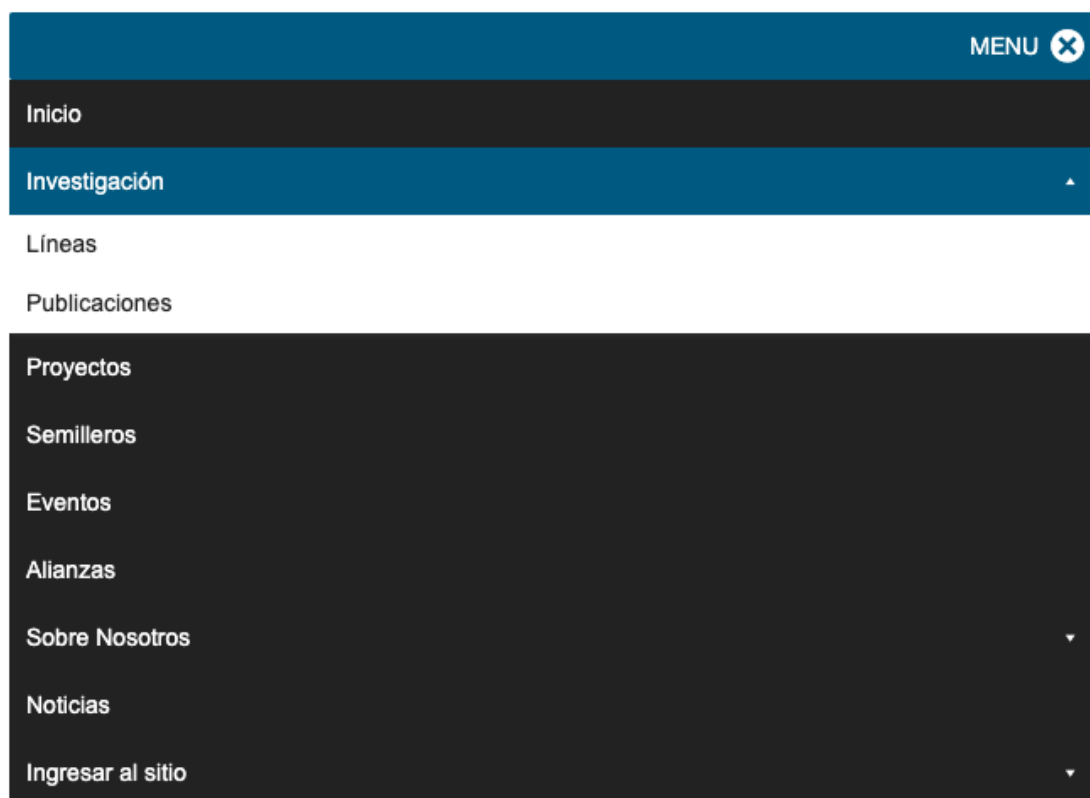 MENU
Inicio
Investigación
Líneas
Publicaciones
Proyectos
Semilleros
Eventos
Alianzas
Sobre Nosotros
Noticias
Ingresar al sitio